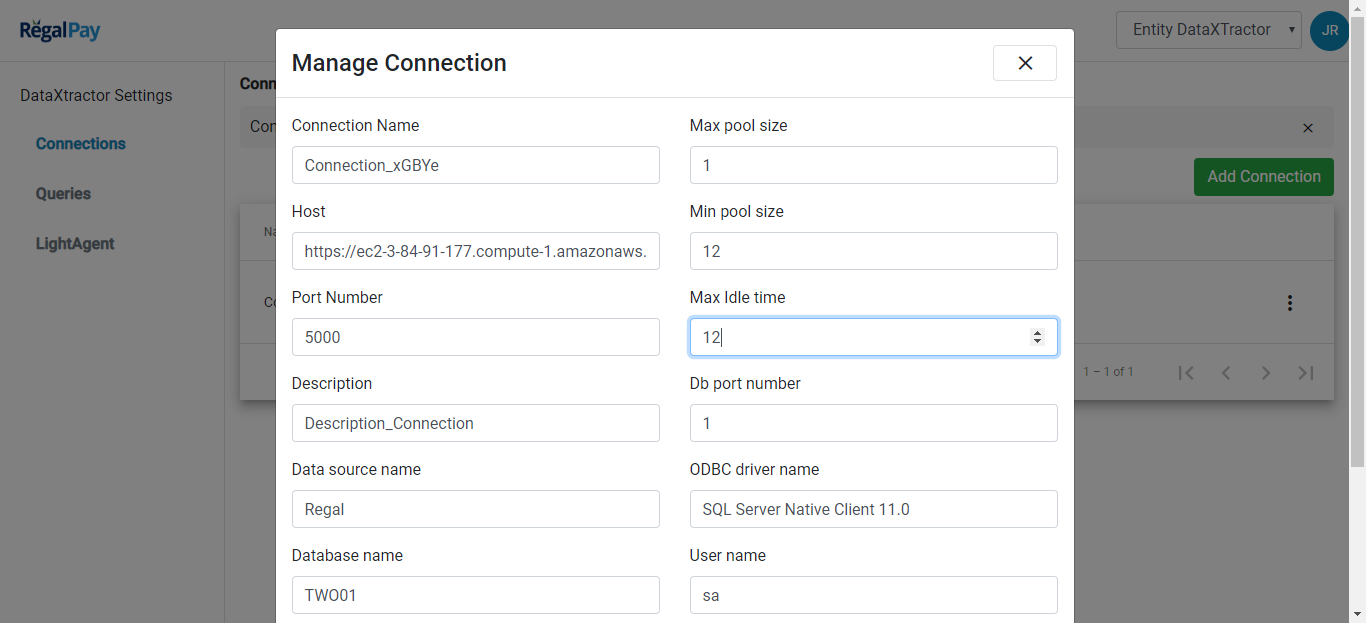 RegalPay
Entity DataXTractor
JR
DataXtractor Settings
Connections
Queries
LightAgent
Conn
Con
Add Connection
Na
Co
1 – 1 of 1
Manage Connection
Connection Name
Connection_xGBYe
Max pool size
1
Host
https://ec2-3-84-91-177.compute-1.amazonaws.
Min pool size
12
Port Number
5000
Max Idle time
12
Description
Description_Connection
Db port number
1
Data source name
Regal
ODBC driver name
SQL Server Native Client 11.0
Database name
TWO01
User name
sa